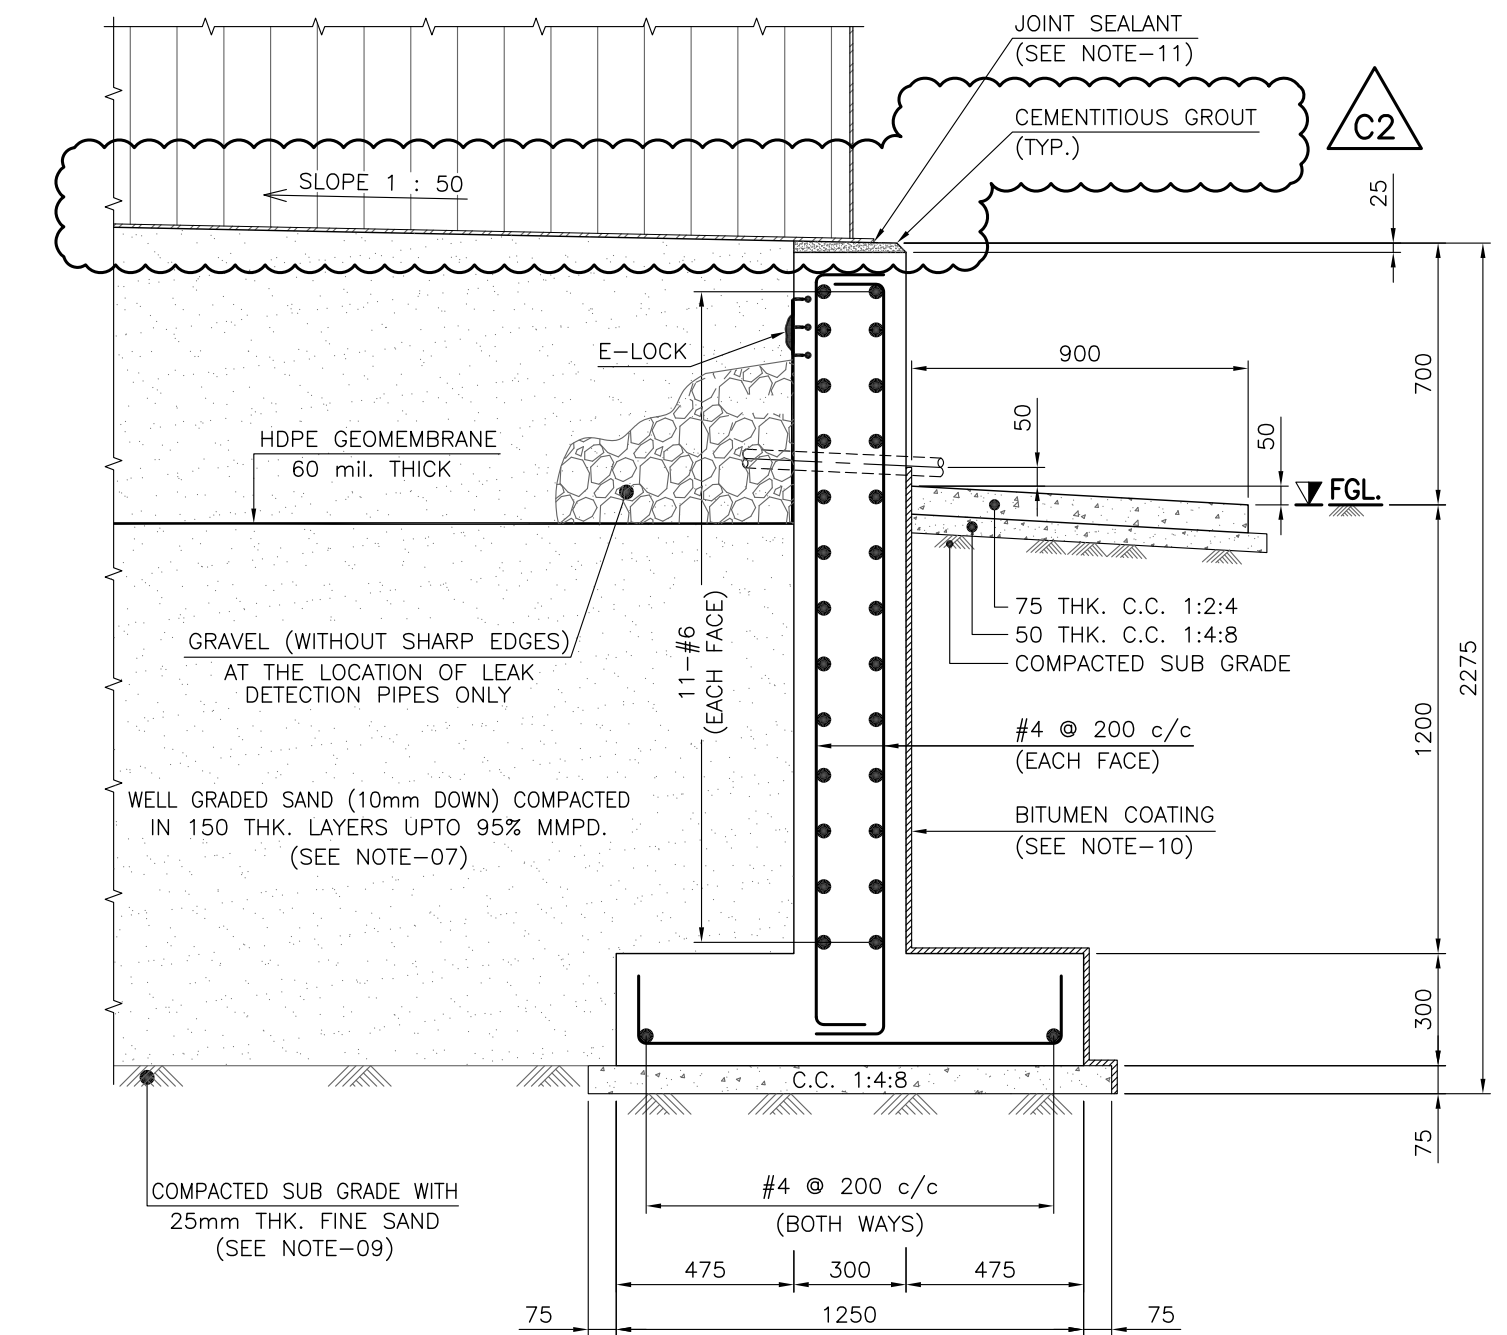 JOINT SEALANT
(SEE NOTE-11)
CEMENTITIOUS GROUT
(TYP.)
C2
SLOPE 1 : 50
25
E-LOCK
900
700
50
50
HDPE GEOMEMBRANE
60 mil. THICK
FGL.
75 THK. C.C. 1:2:4
50 THK. C.C. 1:4:8
COMPACTED SUB GRADE
GRAVEL (WITHOUT SHARP EDGES)
AT THE LOCATION OF LEAK
DETECTION PIPES ONLY
11-#6
(EACH FACE)
2275
1200
#4 @ 200 c/c
(EACH FACE)
WELL GRADED SAND (10mm DOWN) COMPACTED
IN 150 THK. LAYERS UPTO 95% MMPD.
(SEE NOTE-07)
BITUMEN COATING
(SEE NOTE-10)
300
C.C. 1:4:8
75
COMPACTED SUB GRADE WITH
25mm THK. FINE SAND
(SEE NOTE-09)
#4 @ 200 c/c
(BOTH WAYS)
475
300
475
75
1250
75